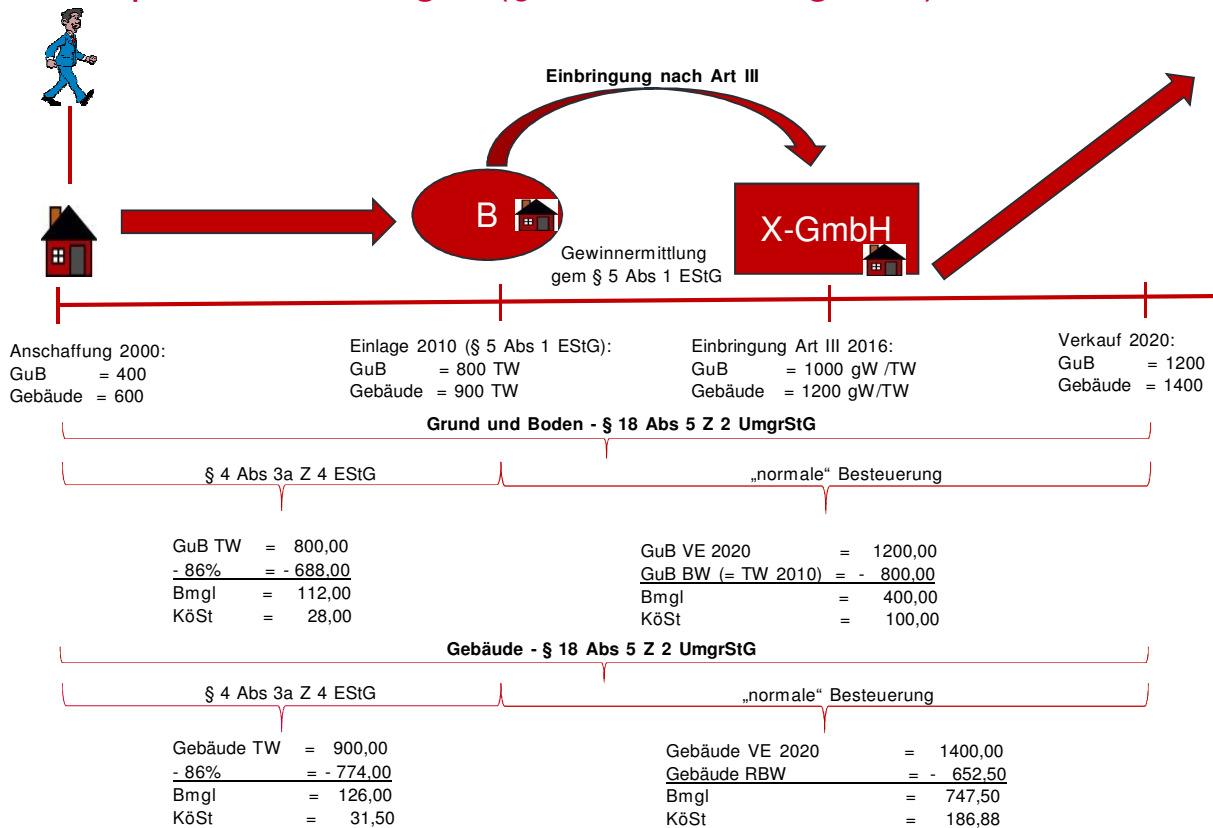 Einbringung nach Art III
B
X-GmbH
Gewinnermittlung
gem § 5 Abs 1 EStG
Anschaffung 2000:
GuB = 400
Gebäude = 600
Einlage 2010 (§ 5 Abs 1 EStG):
GuB = 800 TW
Gebäude = 900 TW
Einbringung Art III 2016:
GuB = 1000 gW /TW
Gebäude = 1200 gW/TW
Verkauf 2020:
GuB = 1200
Gebäude = 1400
Grund und Boden - § 18 Abs 5 Z 2 UmgrStG
§ 4 Abs 3a Z 4 EStG
„normale“ Besteuerung
GuB TW = 800,00
- 86% = - 688,00
Bmgl = 112,00
KöSt = 28,00
GuB VE 2020 = 1200,00
GuB BW (= TW 2010) = - 800,00
Bmgl = 400,00
KöSt = 100,00
Gebäude - § 18 Abs 5 Z 2 UmgrStG
§ 4 Abs 3a Z 4 EStG
„normale“ Besteuerung
Gebäude TW = 900,00
- 86% = - 774,00
Bmgl = 126,00
KöSt = 31,50
Gebäude VE 2020 = 1400,00
Gebäude RBW = - 652,50
Bmgl = 747,50
KöSt = 186,88